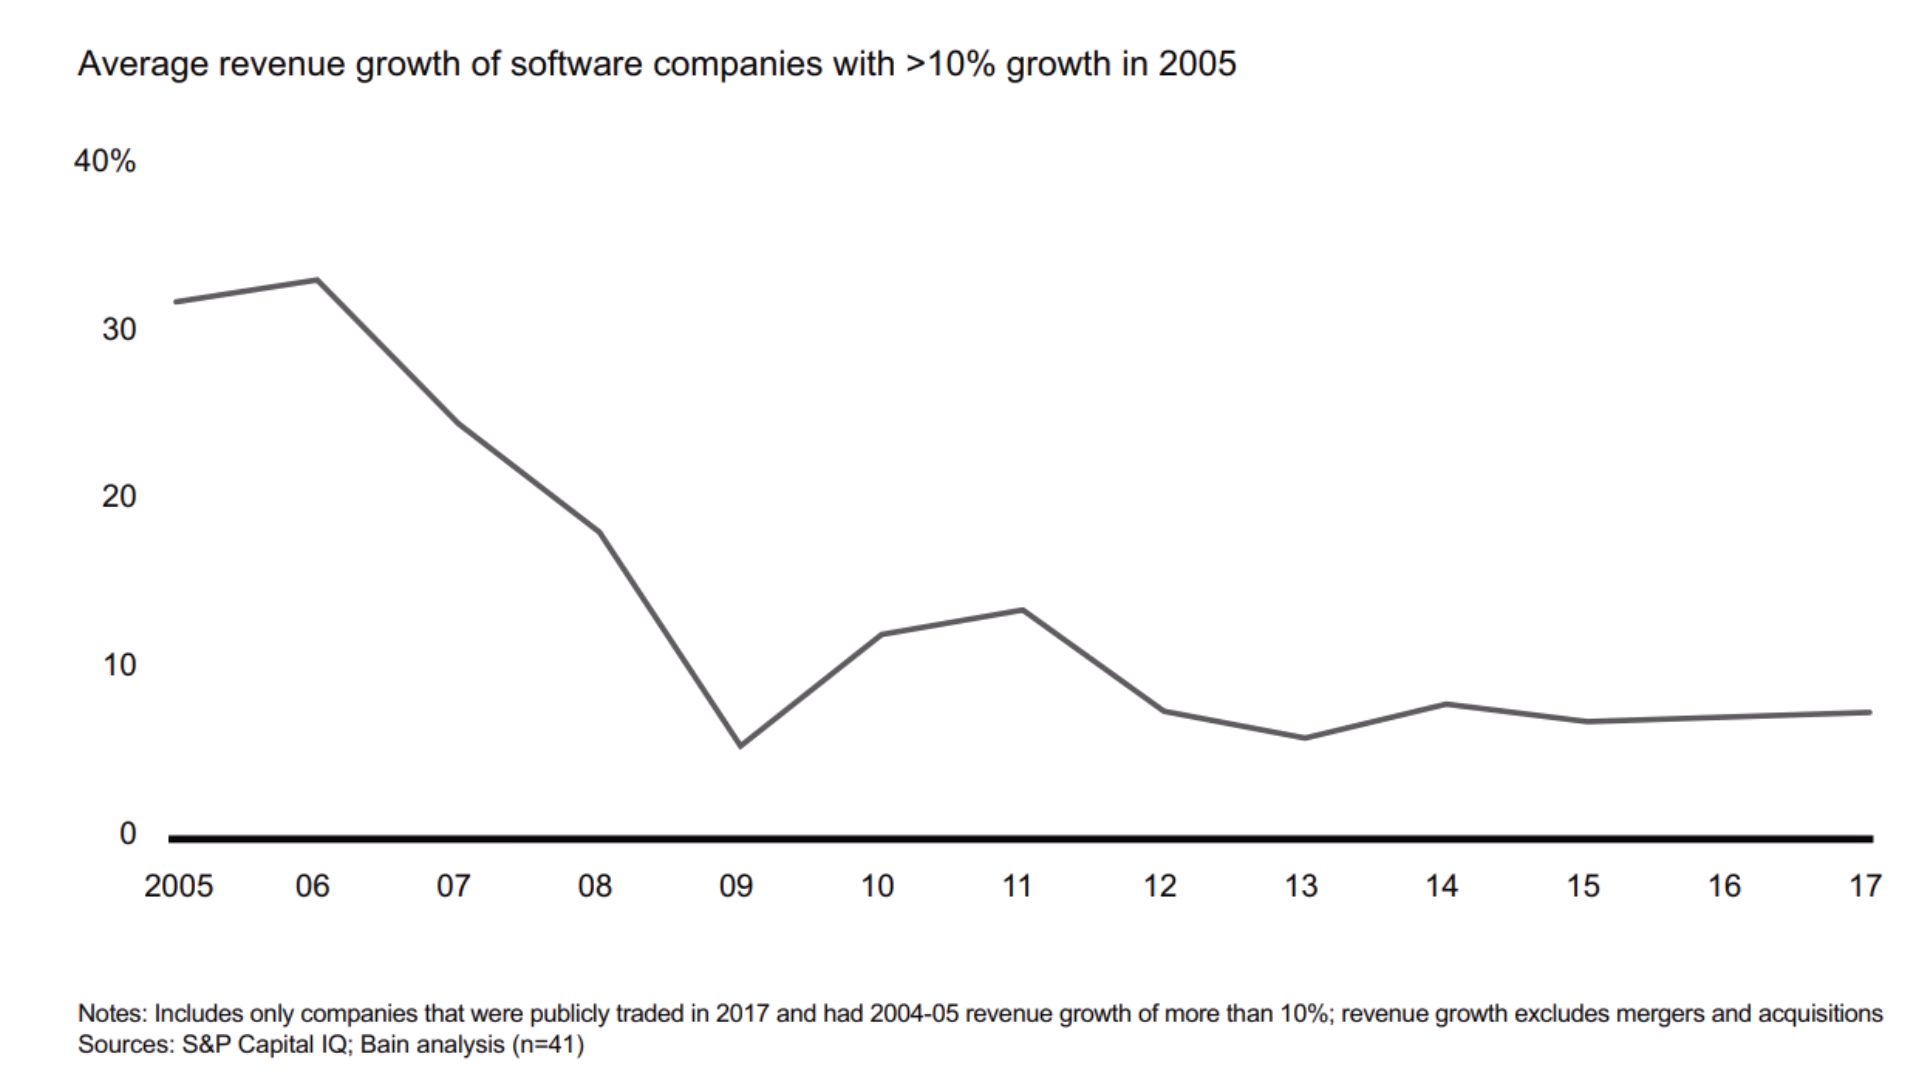 Average revenue growth of software companies with >10% growth in 2005
40%
30
20
10
0
2005 06 07 08 09 10 11 12 13 14 15 16 17
Notes: Includes only companies that were publicly traded in 2017 and had 2004-05 revenue growth of more than 10%; revenue growth excludes mergers and acquisitions
Sources: S&P Capital IQ; Bain analysis (n=41)